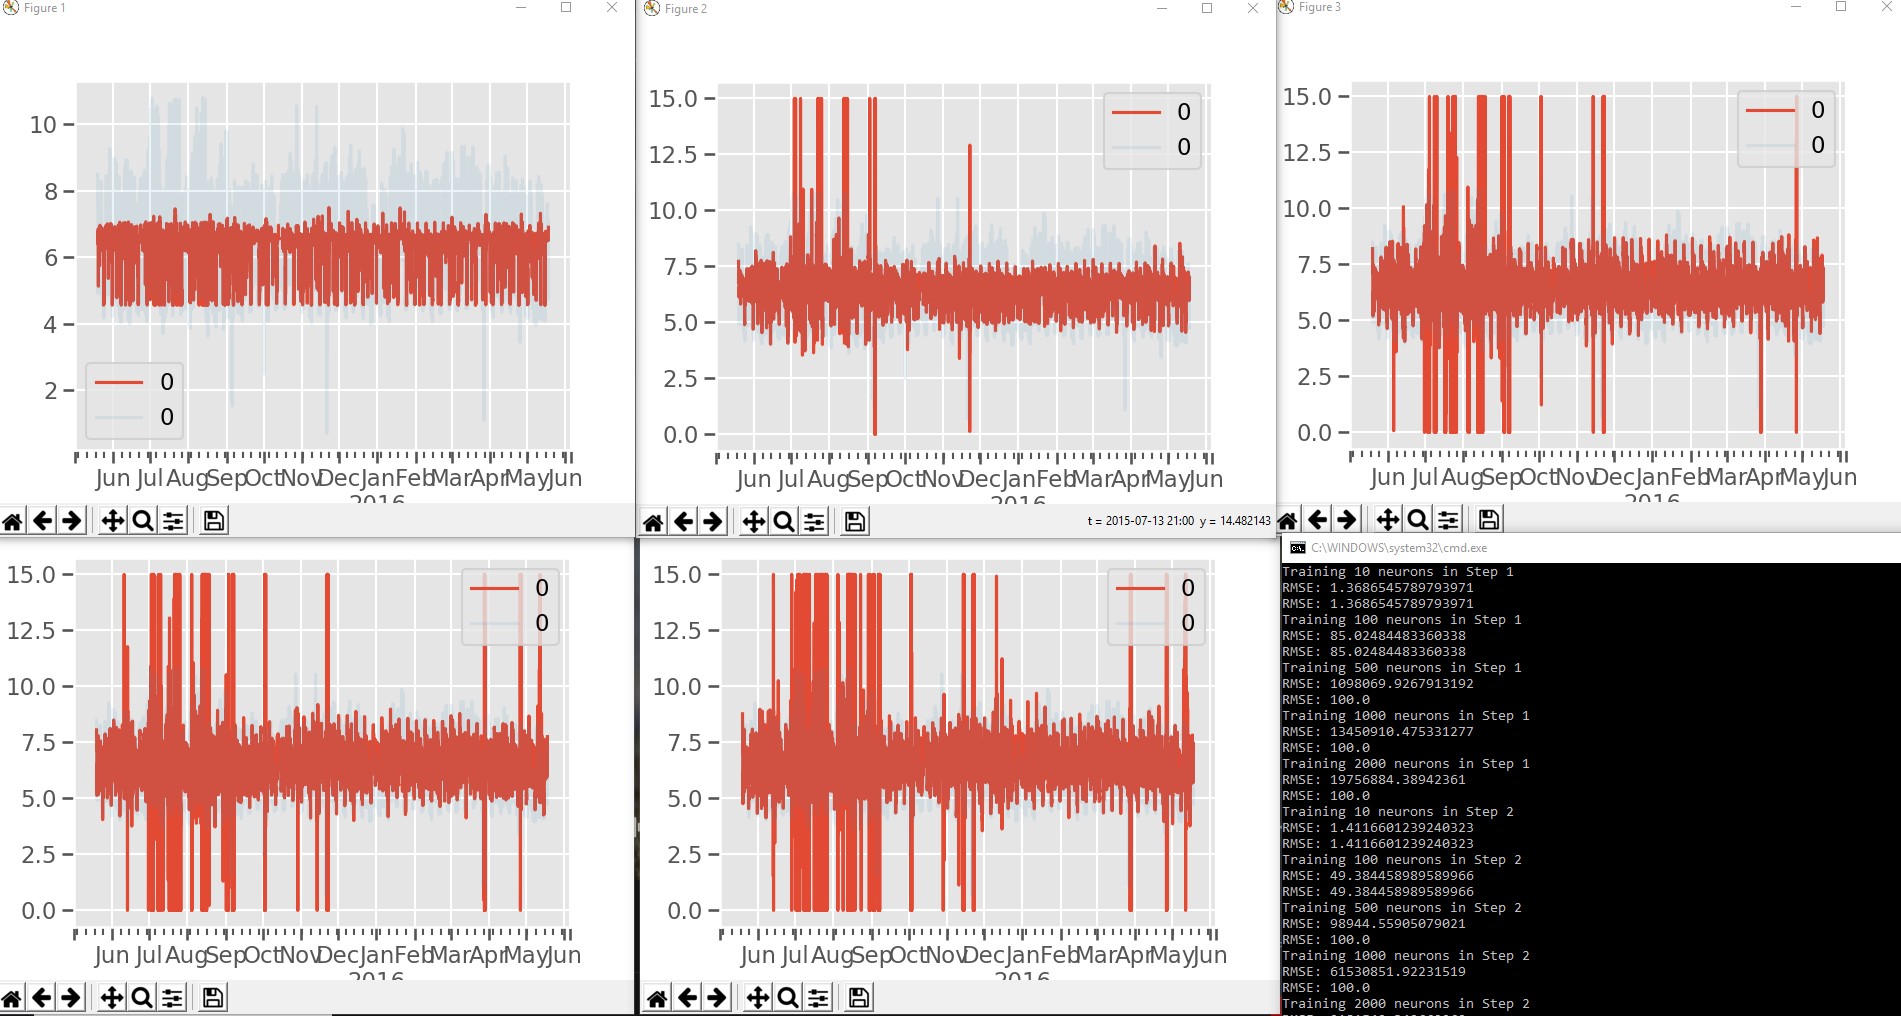 Figure 1
10
8
6
4
2
0
0
Jun Jul Aug Sep Oct Nov Dec Jan Feb Mar Apr May Jun
2016
Figure 2
15.0
12.5
10.0
7.5
5.0
2.5
0.0
0
0
Jun Jul Aug Sep Oct Nov Dec Jan Feb Mar Apr May Jun
2016
t = 2015-07-13 21:00 y = 14.482143
Figure 3
15.0
12.5
10.0
7.5
5.0
2.5
0.0
0
0
Jun Jul Aug Sep Oct Nov Dec Jan Feb Mar Apr May Jun
2016
15.0
12.5
10.0
7.5
5.0
2.5
0.0
0
0
Jun Jul Aug Sep Oct Nov Dec Jan Feb Mar Apr May Jun
2016
15.0
12.5
10.0
7.5
5.0
2.5
0.0
0
0
Jun Jul Aug Sep Oct Nov Dec Jan Feb Mar Apr May Jun
2016
C:\WINDOWS\system32\cmd.exe
Training 10 neurons in Step 1
RMSE: 1.3686545789793971
RMSE: 1.3686545789793971
Training 100 neurons in Step 1
RMSE: 85.02484483360338
RMSE: 85.02484483360338
Training 500 neurons in Step 1
RMSE: 1098069.9267913192
RMSE: 100.0
Training 1000 neurons in Step 1
RMSE: 13450910.475331277
RMSE: 100.0
Training 2000 neurons in Step 1
RMSE: 19756884.38942361
RMSE: 100.0
Training 10 neurons in Step 2
RMSE: 1.4116601239240323
RMSE: 1.4116601239240323
Training 100 neurons in Step 2
RMSE: 49.384458989589966
RMSE: 49.384458989589966
Training 500 neurons in Step 2
RMSE: 98944.55905079021
RMSE: 100.0
Training 1000 neurons in Step 2
RMSE: 61530851.92231519
RMSE: 100.0
Training 2000 neurons in Step 2